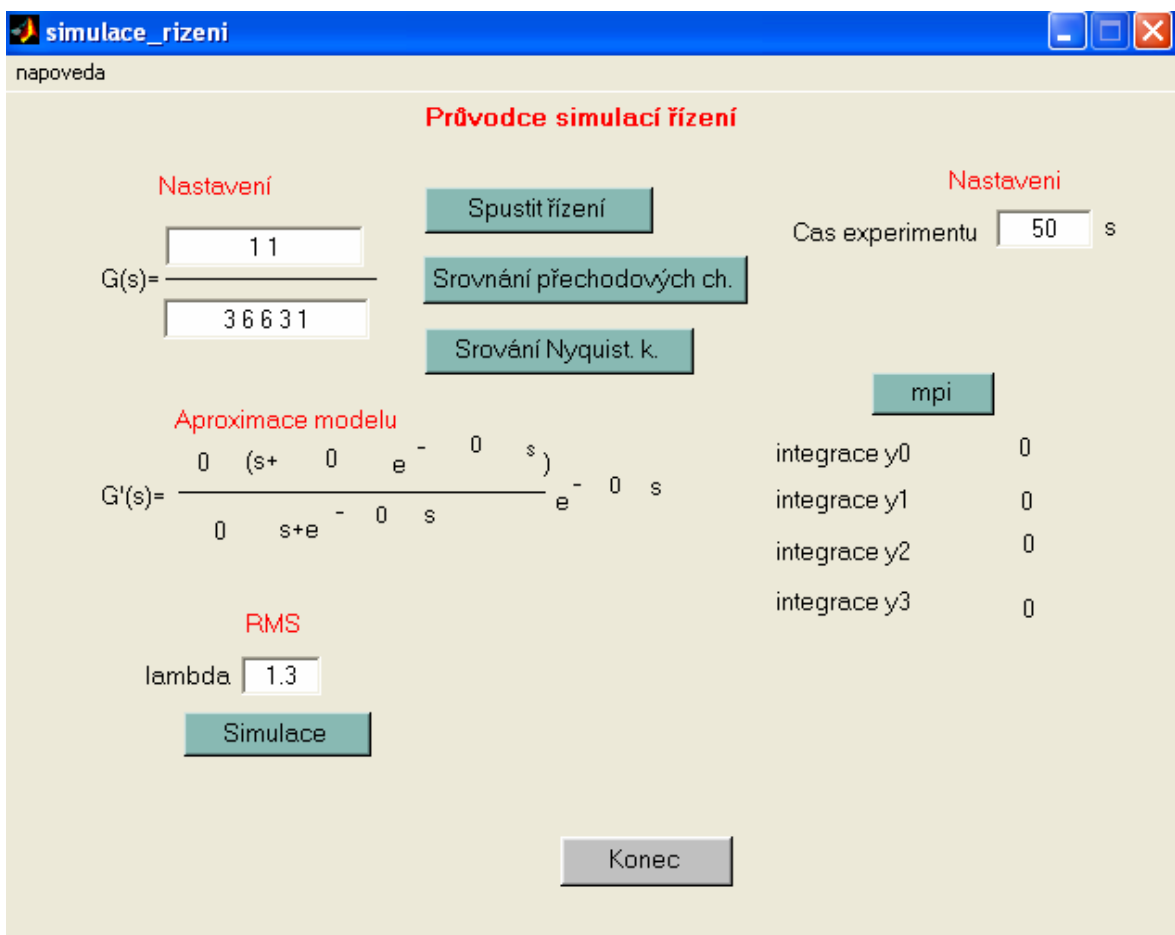 simulace_rizeni
napoveda
Průvodce simulací řízení
Nastavení
G(s)=
1 1
3 6 6 3 1
Spustit řízení
Srovnání přechodových ch.
Srování Nyquist. k.
Nastaveni
Cas experimentu 50 s
Aproximace modelu
G'(s)=
0 (s+ 0 e - 0 s )
0 s+e - 0 s
e - 0 s
mpi
integrace y0 0
integrace y1 0
integrace y2 0
integrace y3 0
RMS
lambda 1.3
Simulace
Konec